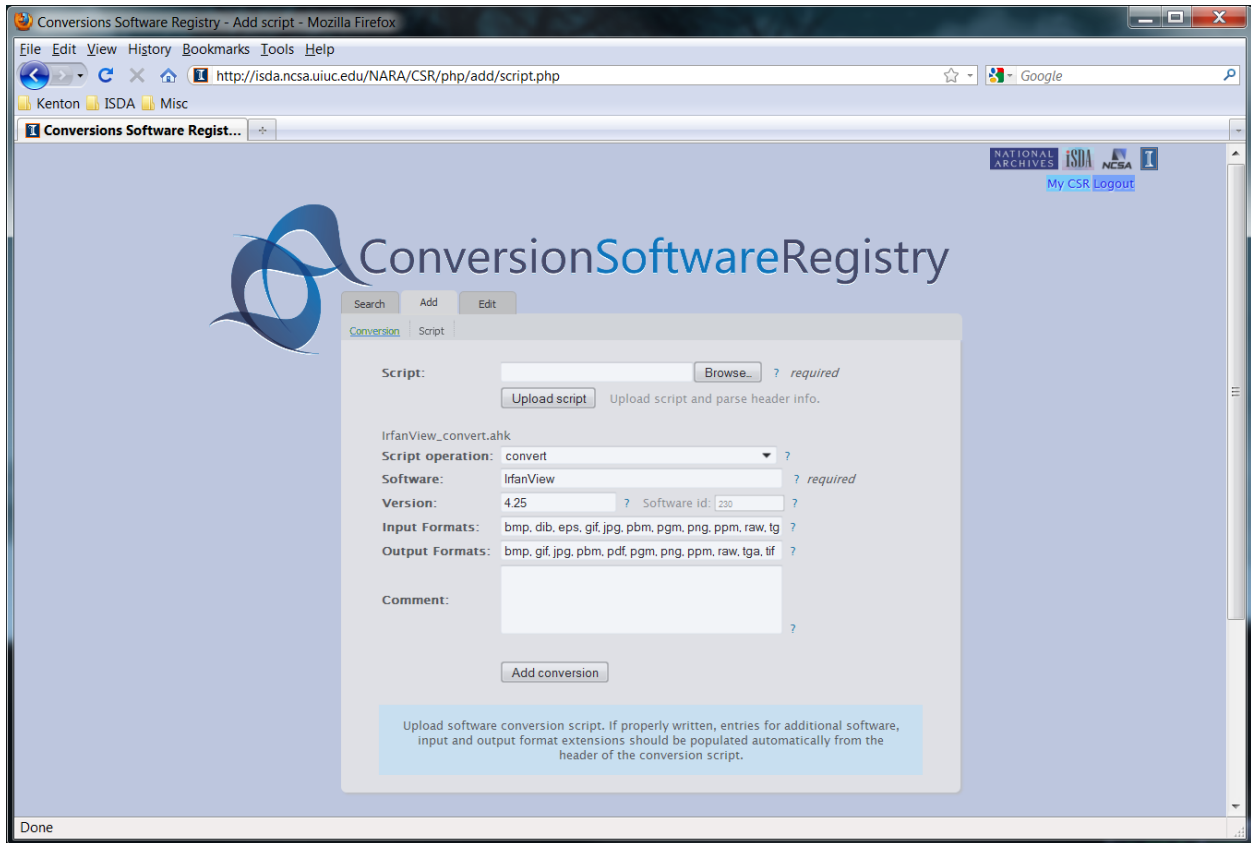 Conversions Software Registry - Add script - Mozilla Firefox
File Edit View History Bookmarks Tools Help
http://isda.ncsa.uiuc.edu/NARA/CSR/php/add/script.php
Google
Kenton ISDA Misc
Conversions Software Regist...
NATIONAL ARCHIVES iSDA NCSA I
My CSR Logout
ConversionSoftwareRegistry
Search Add Edit
Conversion Script
Script: Browse... ? required
Upload script Upload script and parse header info.
IrfanView_convert.ahk
Script operation: convert ?
Software: IrfanView ? required
Version: 4.25 ? Software id: 230 ?
Input Formats: bmp, dib, eps, gif, jpg, pbm, pgm, png, ppm, raw, tg ?
Output Formats: bmp, gif, jpg, pbm, pdf, pgm, png, ppm, raw, tga, tif ?
Comment:
?
Add conversion
Upload software conversion script. If properly written, entries for additional software,
input and output format extensions should be populated automatically from the
header of the conversion script.
Done